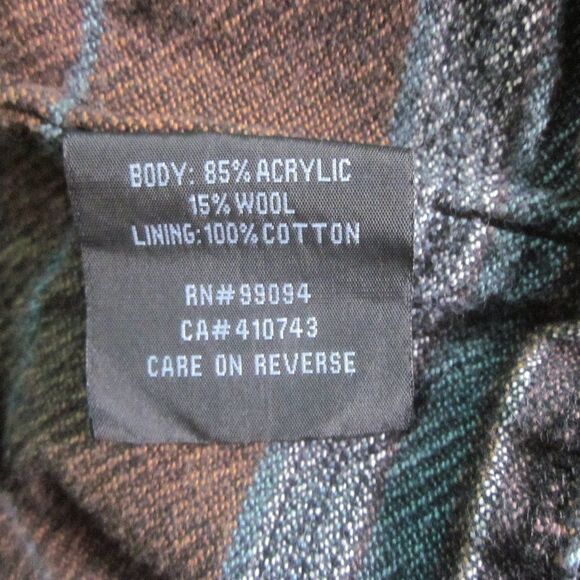 BODY: 85% ACRYLIC
15% WOOL
LINING:100% COTTON
RN#99094
CA#410743
CARE ON REVERSE